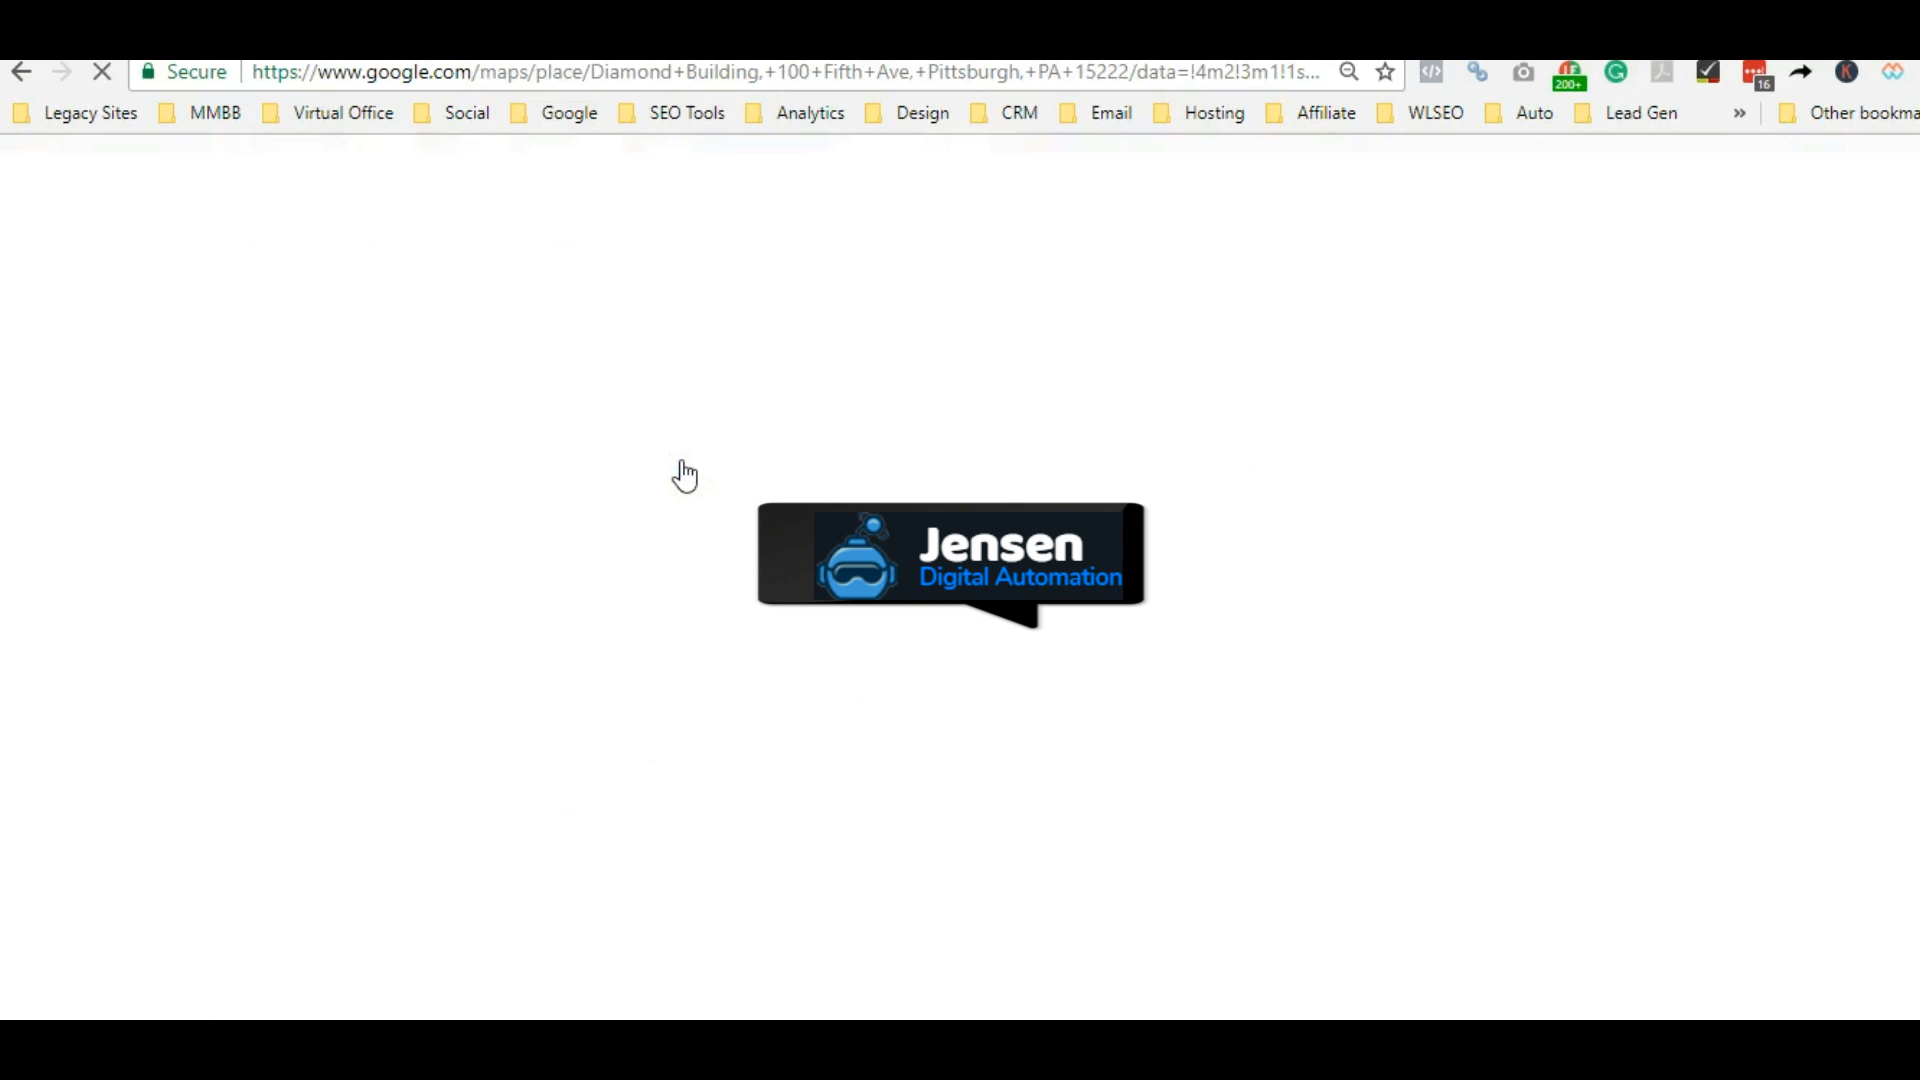 Secure https://www.google.com/maps/place/Diamond+Building,+100+Fifth+Ave,+Pittsburgh,+PA+15222/data=!4m2!3m1!1s...
200+
16
K
Legacy Sites MMBB Virtual Office Social Google SEO Tools Analytics Design CRM Email Hosting Affiliate WLSEO Auto Lead Gen » Other bookma
Jensen
Digital Automation